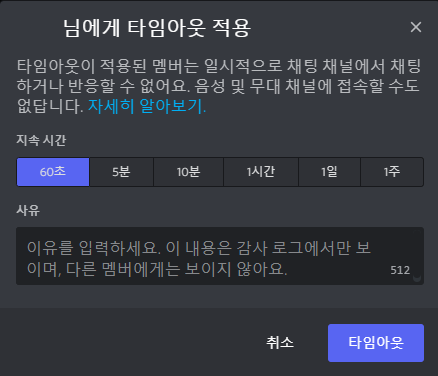 님에게 타임아웃 적용
타임아웃이 적용된 멤버는 일시적으로 채팅 채널에서 채팅
하거나 반응할 수 없어요. 음성 및 무대 채널에 접속할 수도
없답니다. 자세히 알아보기.
지속 시간
60초 5분 10분 1시간 1일 1주
사유
이유를 입력하세요. 이 내용은 감사 로그에서만 보
이며, 다른 멤버에게는 보이지 않아요.
512
취소 타임아웃